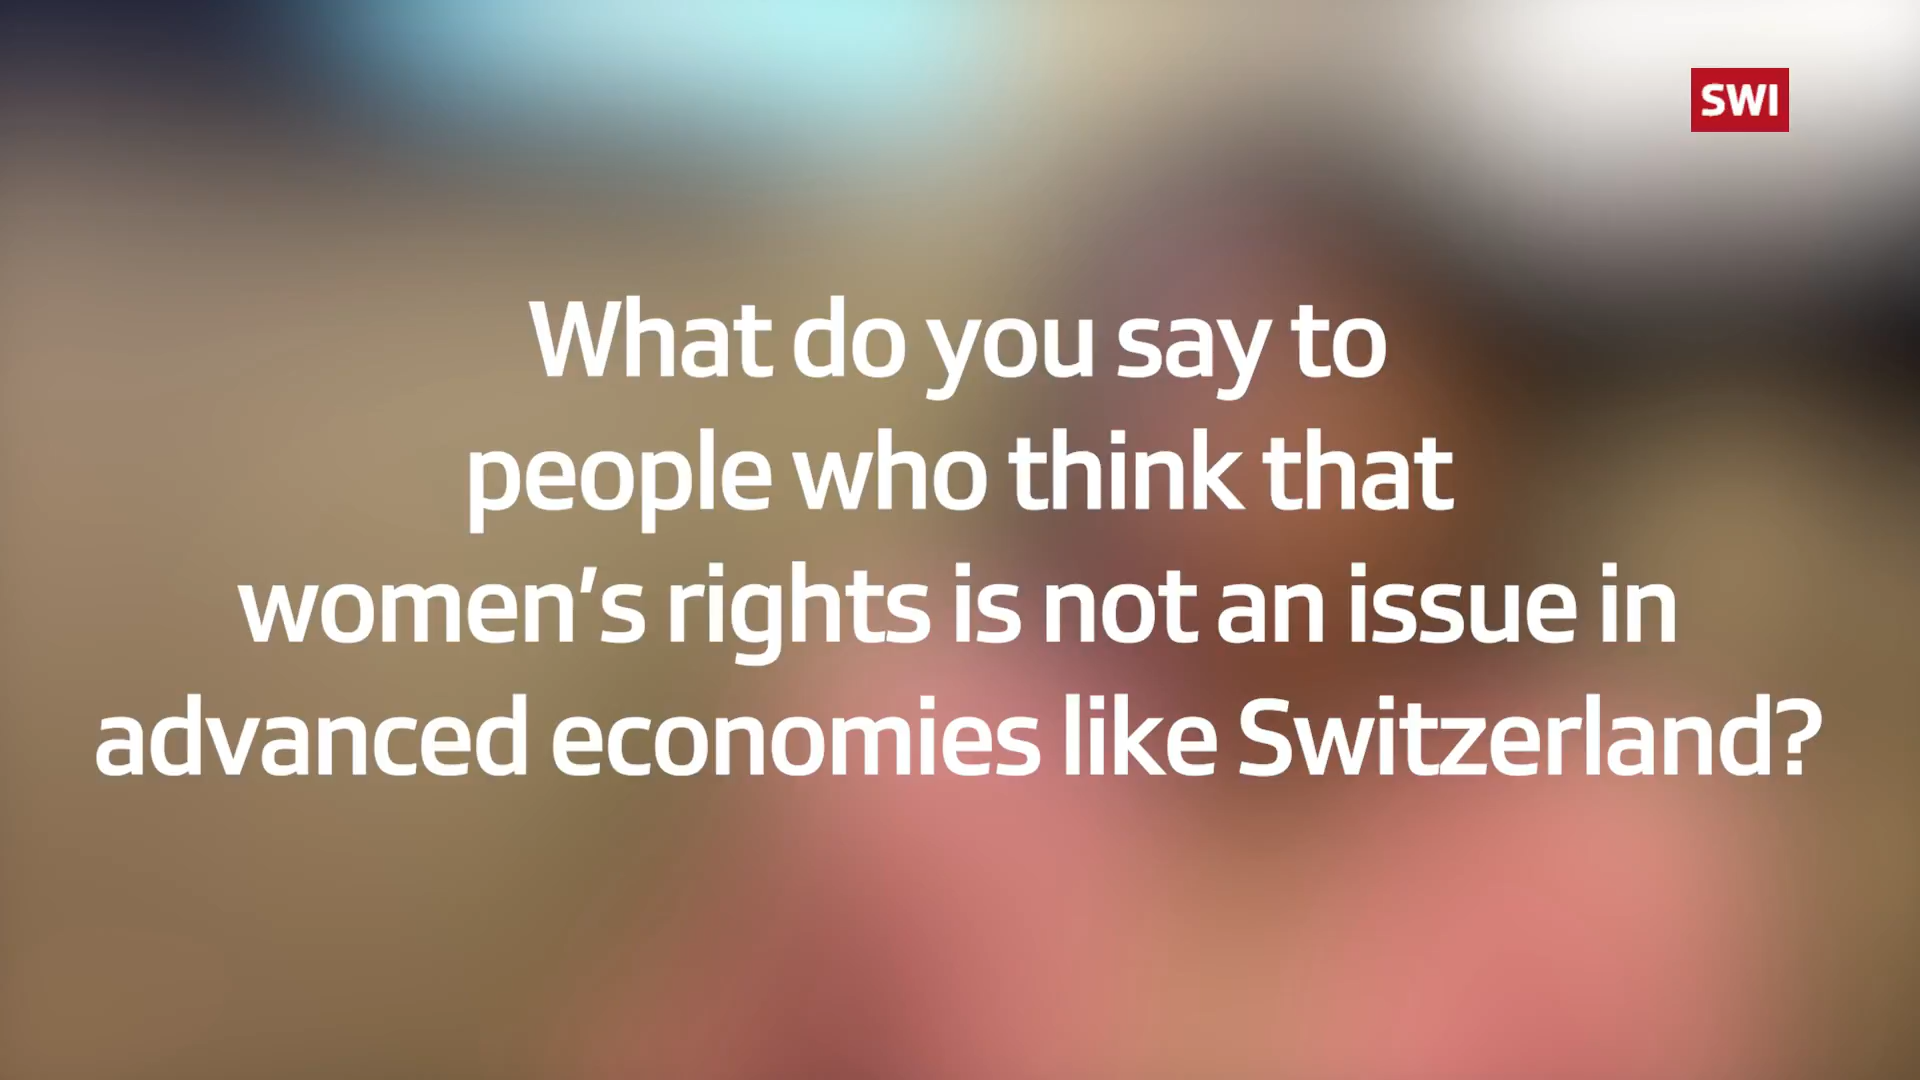 SWI
What do you say to
people who think that
women's rights is not an issue in
advanced economies like Switzerland?